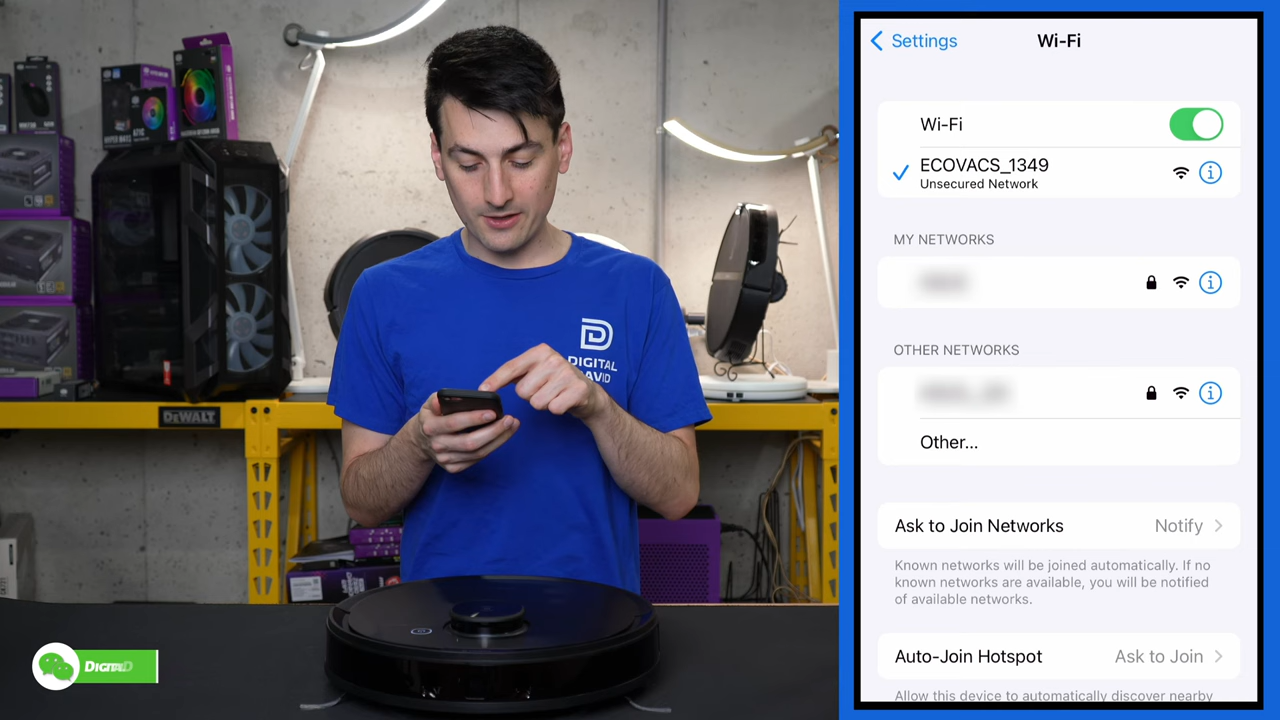 Settings
Wi-Fi
Wi-Fi
ECOVACS_1349
Unsecured Network
MY NETWORKS
OTHER NETWORKS
Other...
Ask to Join Networks
Notify
Known networks will be joined automatically. If no
known networks are available, you will be notified
of available networks.
Auto-Join Hotspot
Ask to Join
Allow this device to automatically discover nearby
DIGITAL
DAVID
DEWALT